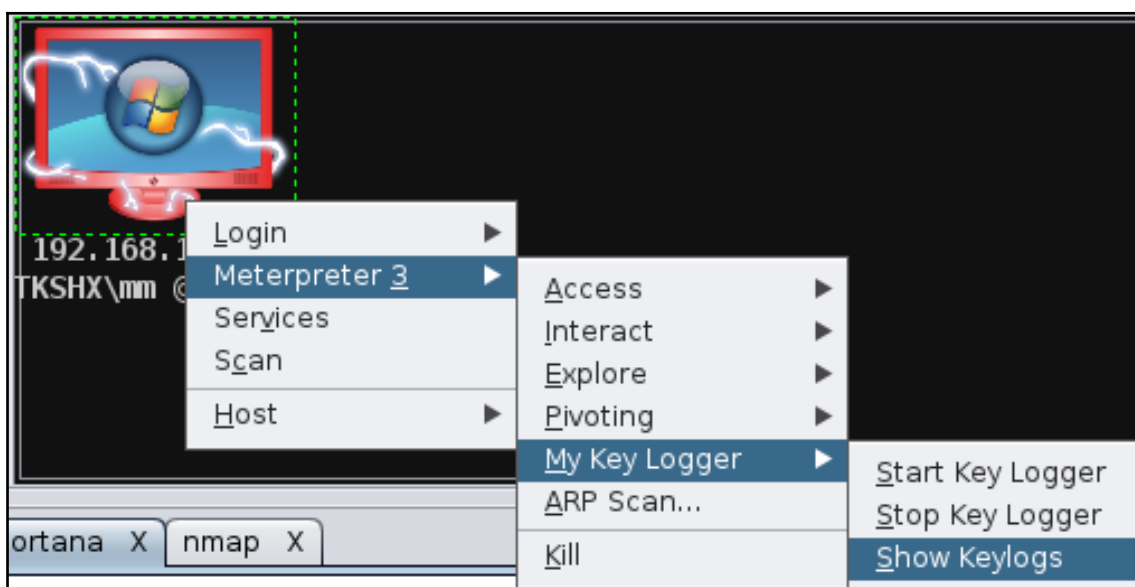 192.168.1
TKSHX\mm @
Login
Meterpreter 3
Services
Scan
Host
Access
Interact
Explore
Pivoting
My Key Logger
ARP Scan...
Kill
Start Key Logger
Stop Key Logger
Show Keylogs
ortana X
nmap X